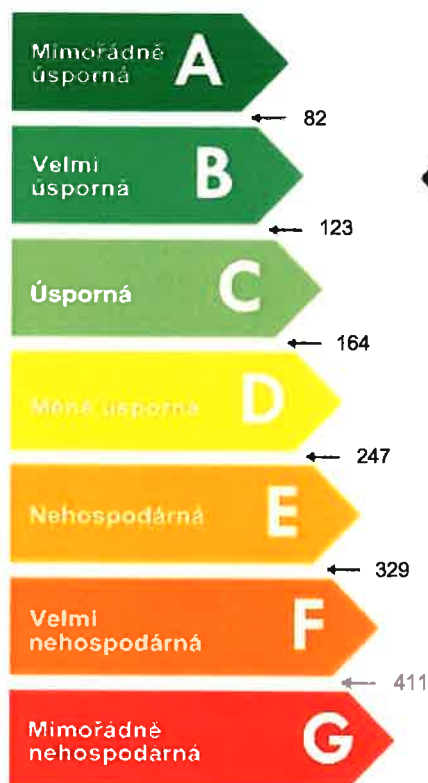 Mimořádně
úsporná A
82
Velmi
úsporná B
123
Úsporná C
164
Méně úsporná D
247
Nehospodárná E
329
Velmi
nehospodárná F
411
Mimořádně
nehospodárná G